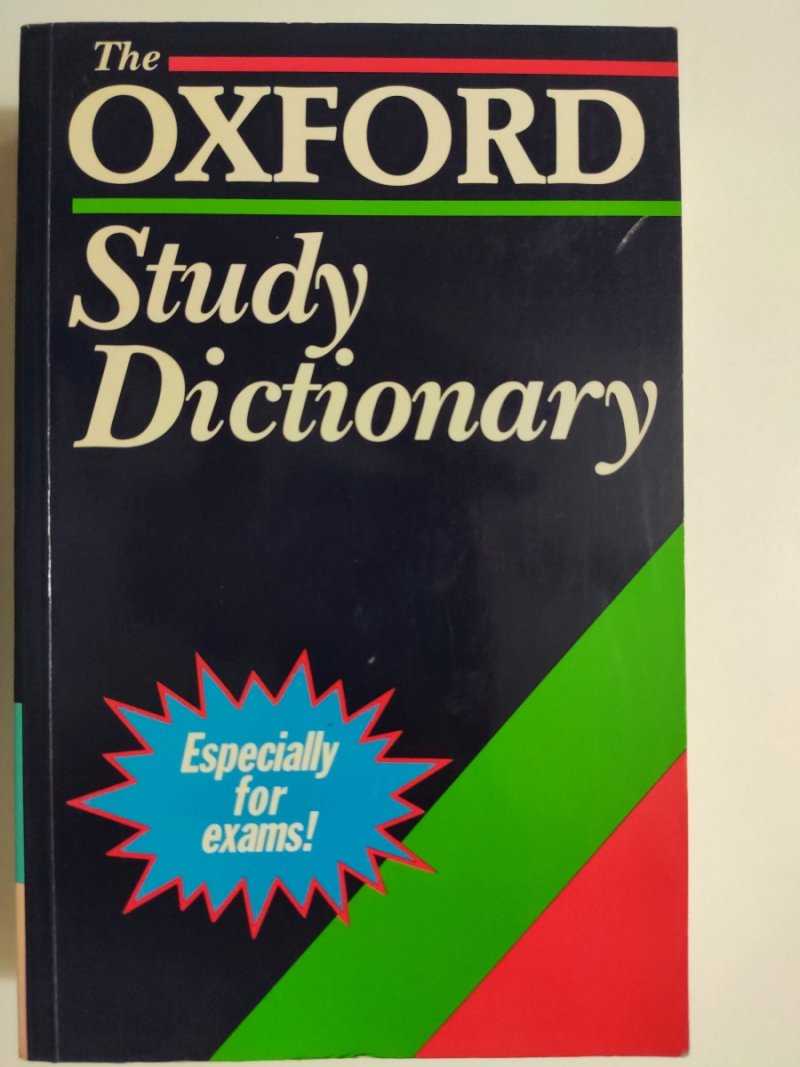 The
OXFORD
Study
Dictionary
Especially
for
exams!